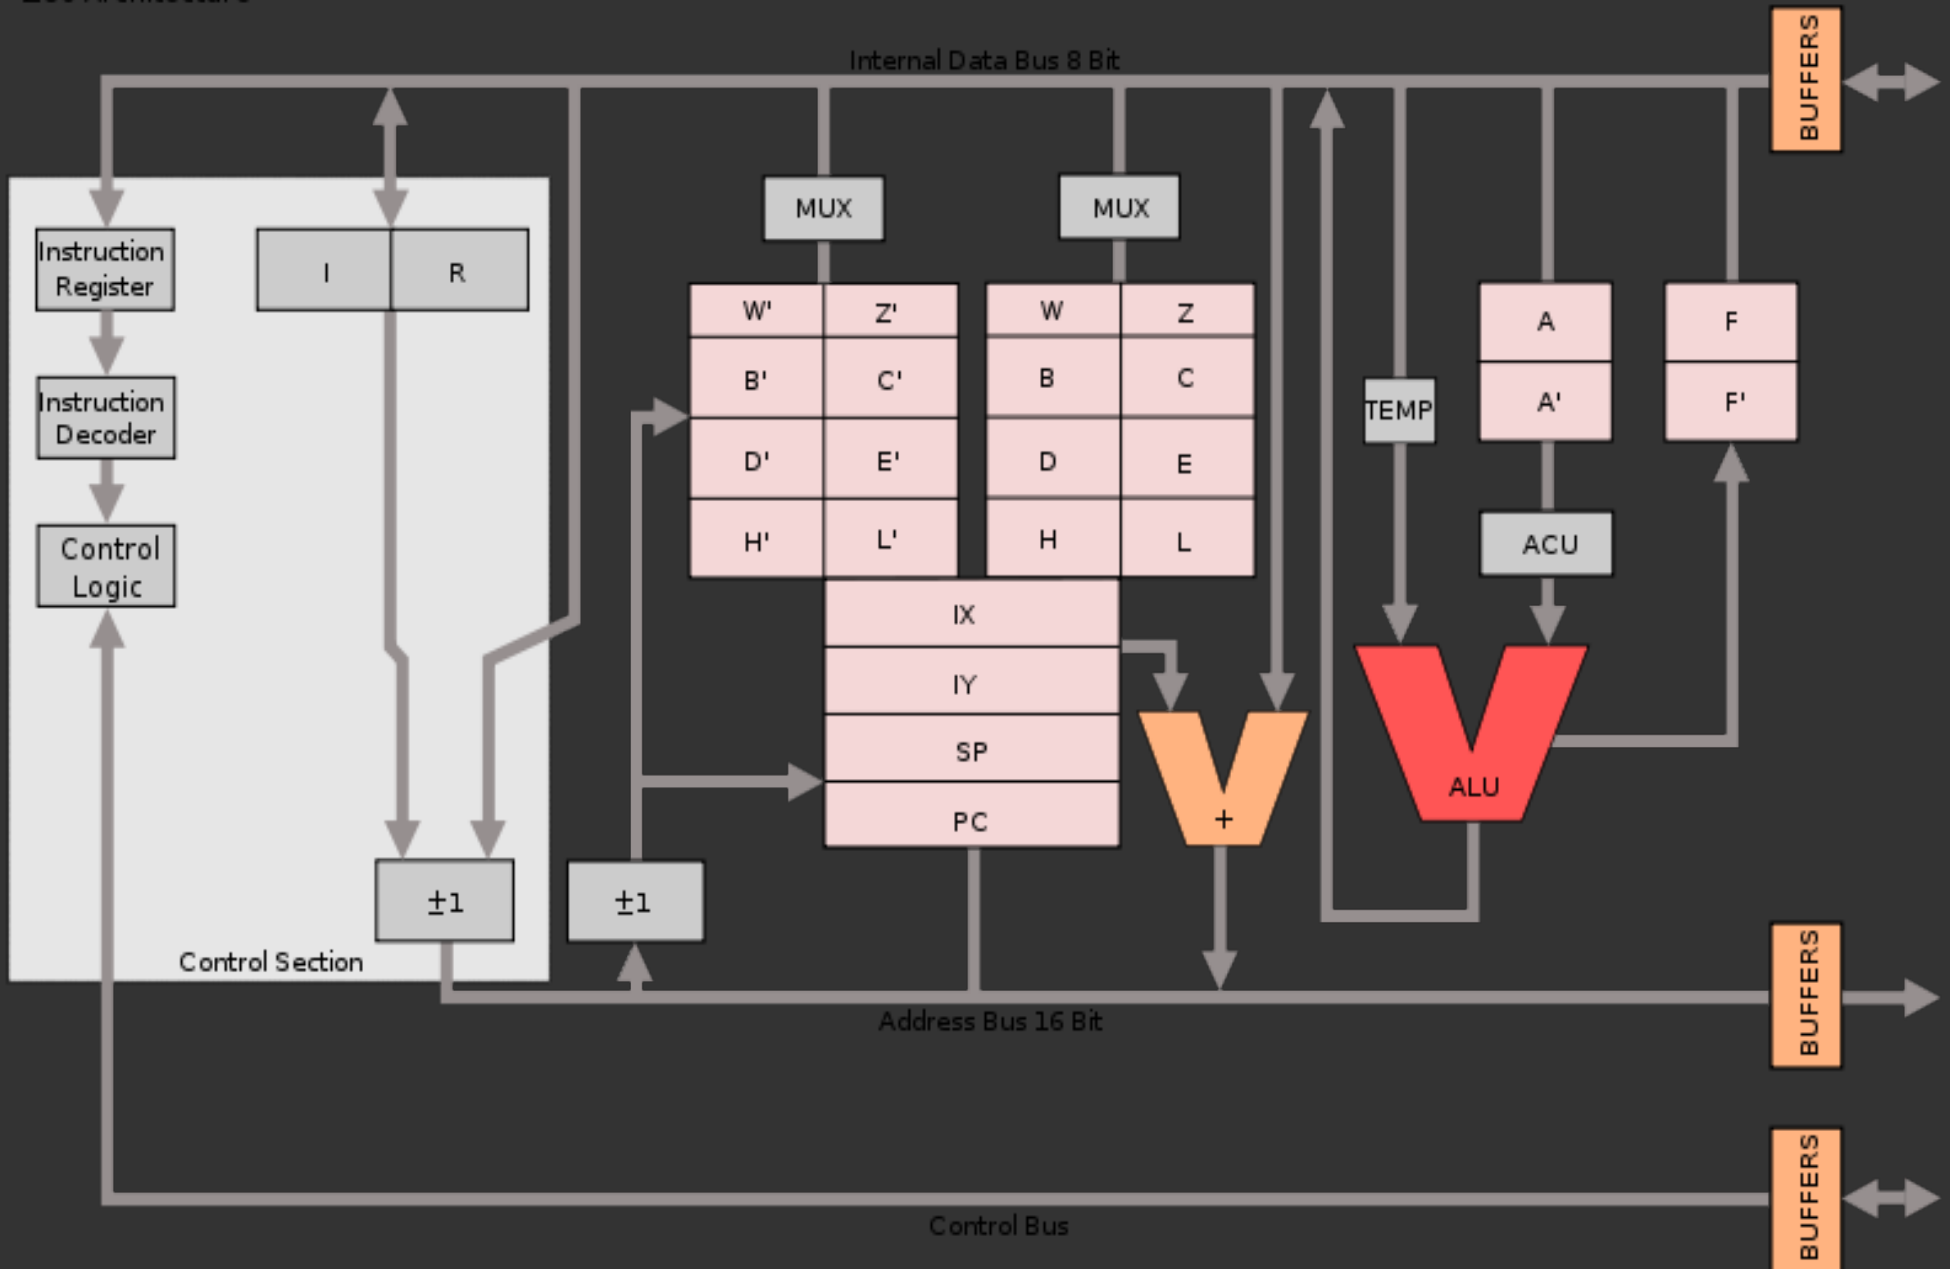 Internal Data Bus 8 Bit
BUFFERS
MUX
MUX
Instruction
Register
I
R
W'
Z'
W
Z
A
F
B'
C'
B
C
Instruction
Decoder
TEMP
A'
F'
D'
E'
D
E
Control
Logic
H'
L'
H
L
ACU
IX
IY
SP
ALU
PC
+
±1
±1
Control Section
BUFFERS
Address Bus 16 Bit
BUFFERS
Control Bus